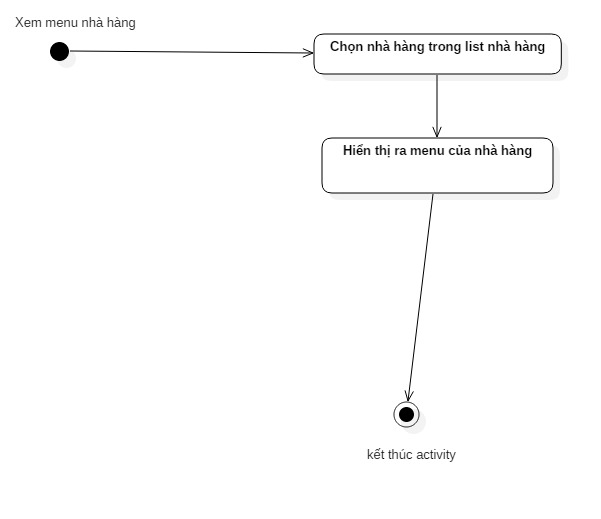 Xem menu nhà hàng
Chọn nhà hàng trong list nhà hàng
Hiển thị ra menu của nhà hàng
kết thúc activity